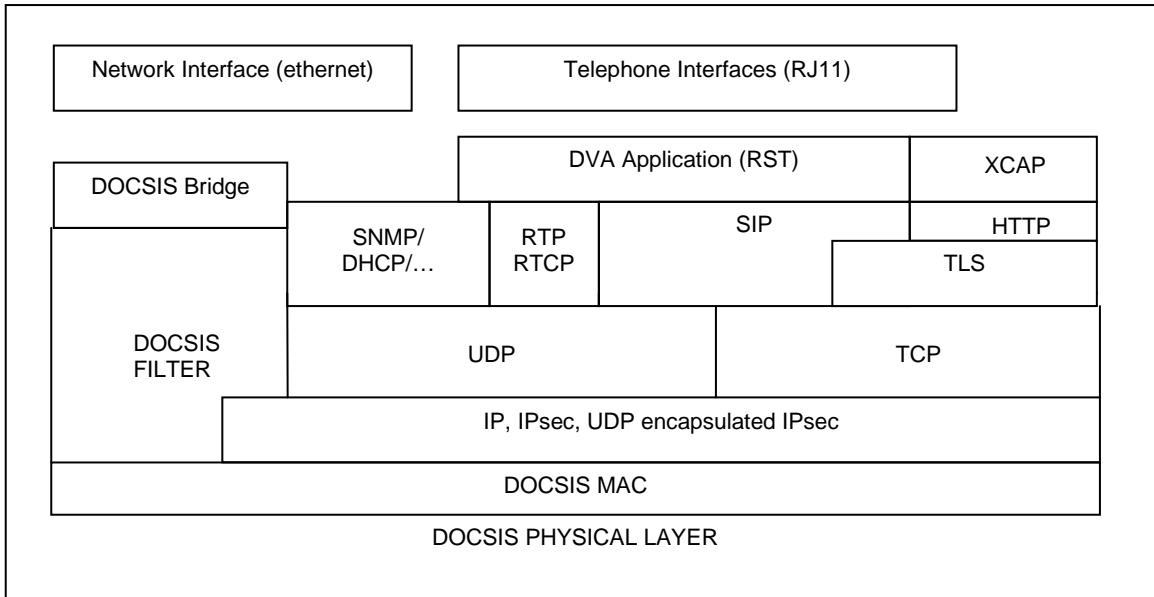 Network Interface (ethernet)
Telephone Interfaces (RJ11)
DVA Application (RST)
XCAP
DOCSIS Bridge
SNMP/
DHCP/…
RTP
RTCP
SIP
HTTP
TLS
DOCSIS
FILTER
UDP
TCP
IP, IPsec, UDP encapsulated IPsec
DOCSIS MAC
DOCSIS PHYSICAL LAYER